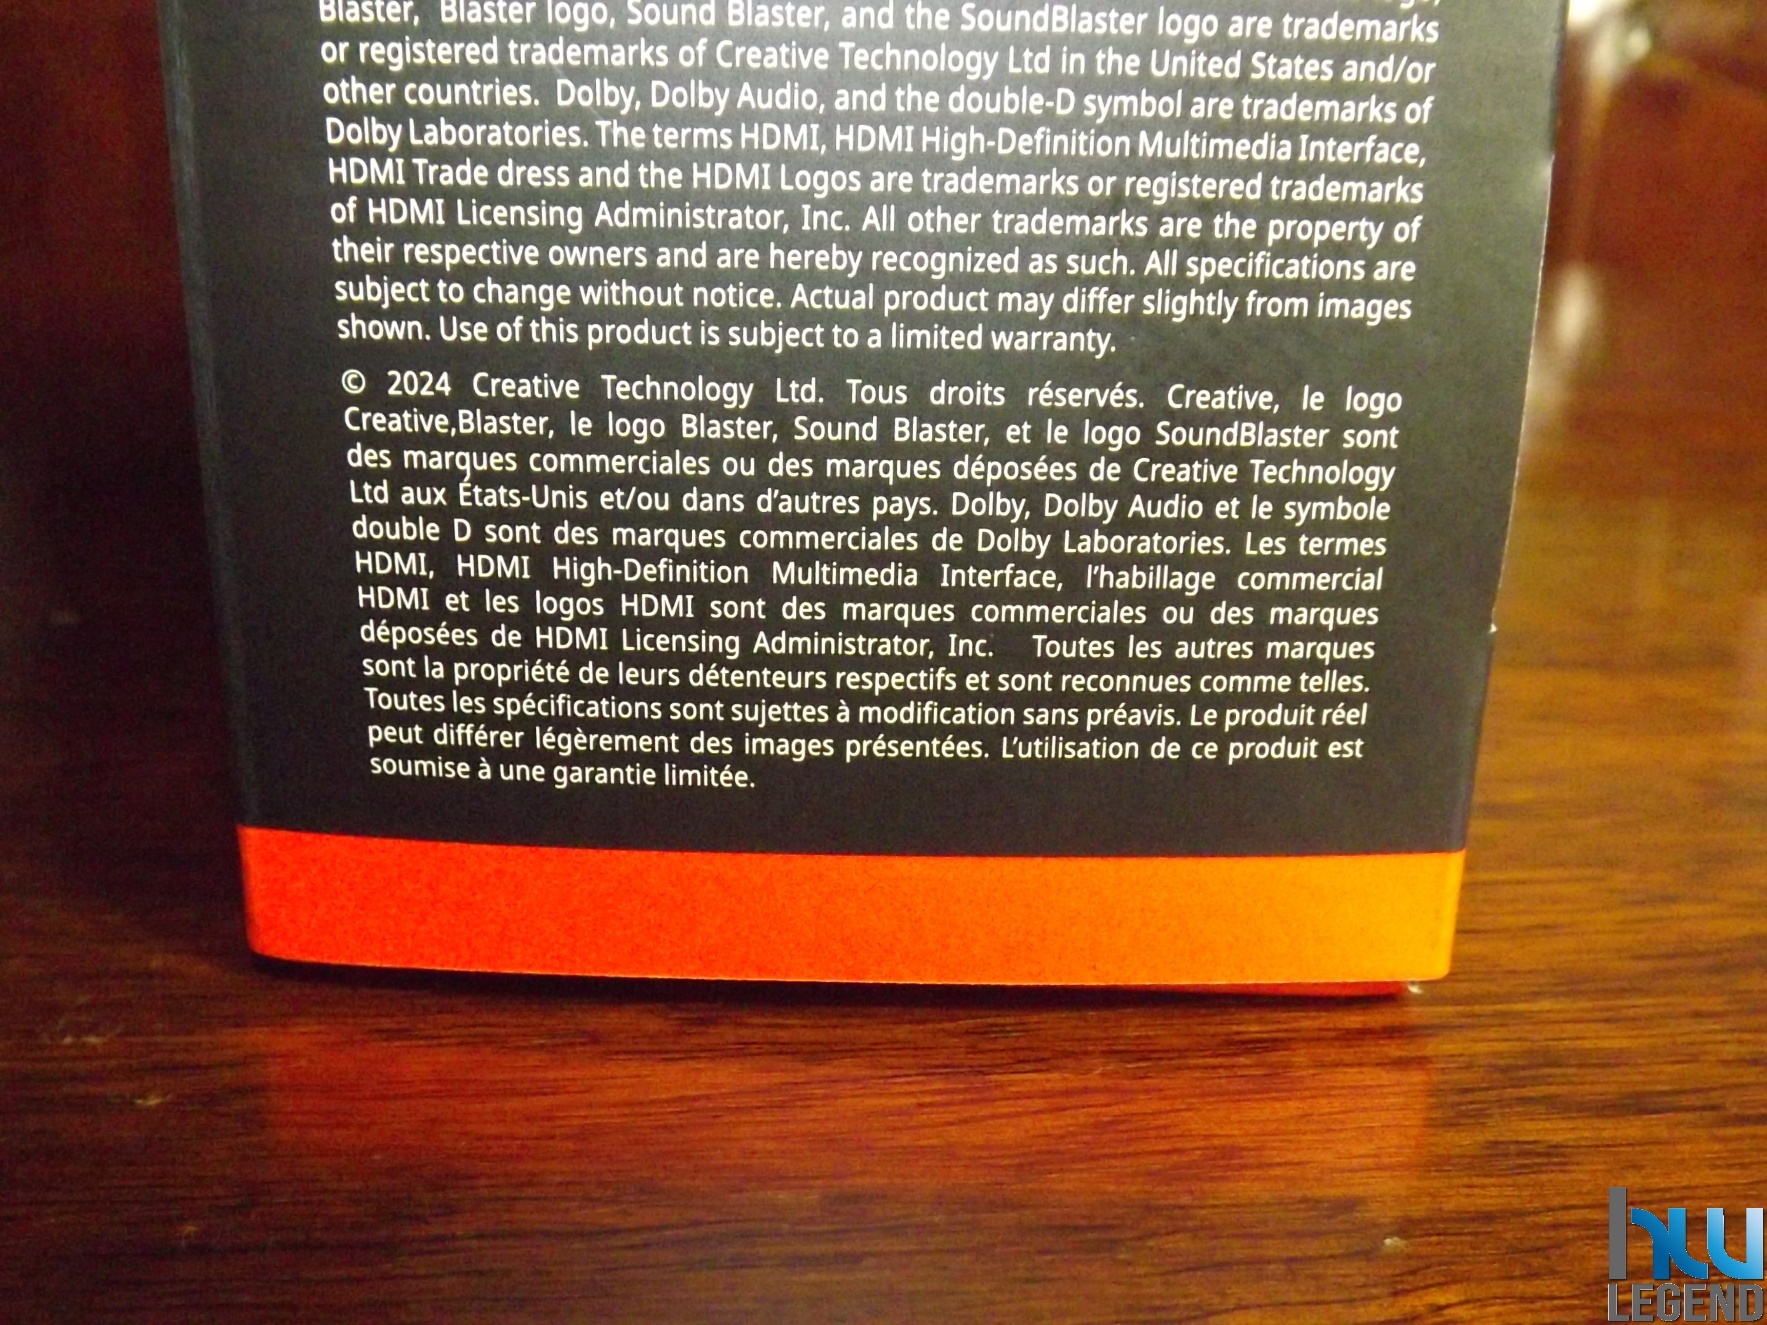 Blaster, Blaster logo, Sound Blaster, and the SoundBlaster logo are trademarks
or registered trademarks of Creative Technology Ltd in the United States and/or
other countries. Dolby, Dolby Audio, and the double-D symbol are trademarks of
Dolby Laboratories. The terms HDMI, HDMI High-Definition Multimedia Interface,
HDMI Trade dress and the HDMI Logos are trademarks or registered trademarks
of HDMI Licensing Administrator, Inc. All other trademarks are the property of
their respective owners and are hereby recognized as such. All specifications are
subject to change without notice. Actual product may differ slightly from images
shown. Use of this product is subject to a limited warranty.
© 2024 Creative Technology Ltd. Tous droits réservés. Creative, le logo
Creative,Blaster, le logo Blaster, Sound Blaster, et le logo SoundBlaster sont
des marques commerciales ou des marques déposées de Creative Technology
Ltd aux États-Unis et/ou dans d’autres pays. Dolby, Dolby Audio et le symbole
double D sont des marques commerciales de Dolby Laboratories. Les termes
HDMI, HDMI High-Definition Multimedia Interface, l’habillage commercial
HDMI et les logos HDMI sont des marques commerciales ou des marques
déposées de HDMI Licensing Administrator, Inc. Toutes les autres marques
sont la propriété de leurs détenteurs respectifs et sont reconnues comme telles.
Toutes les spécifications sont sujettes à modification sans préavis. Le produit réel
peut différer légèrement des images présentées. L’utilisation de ce produit est
soumise à une garantie limitée.
hw
LEGEND